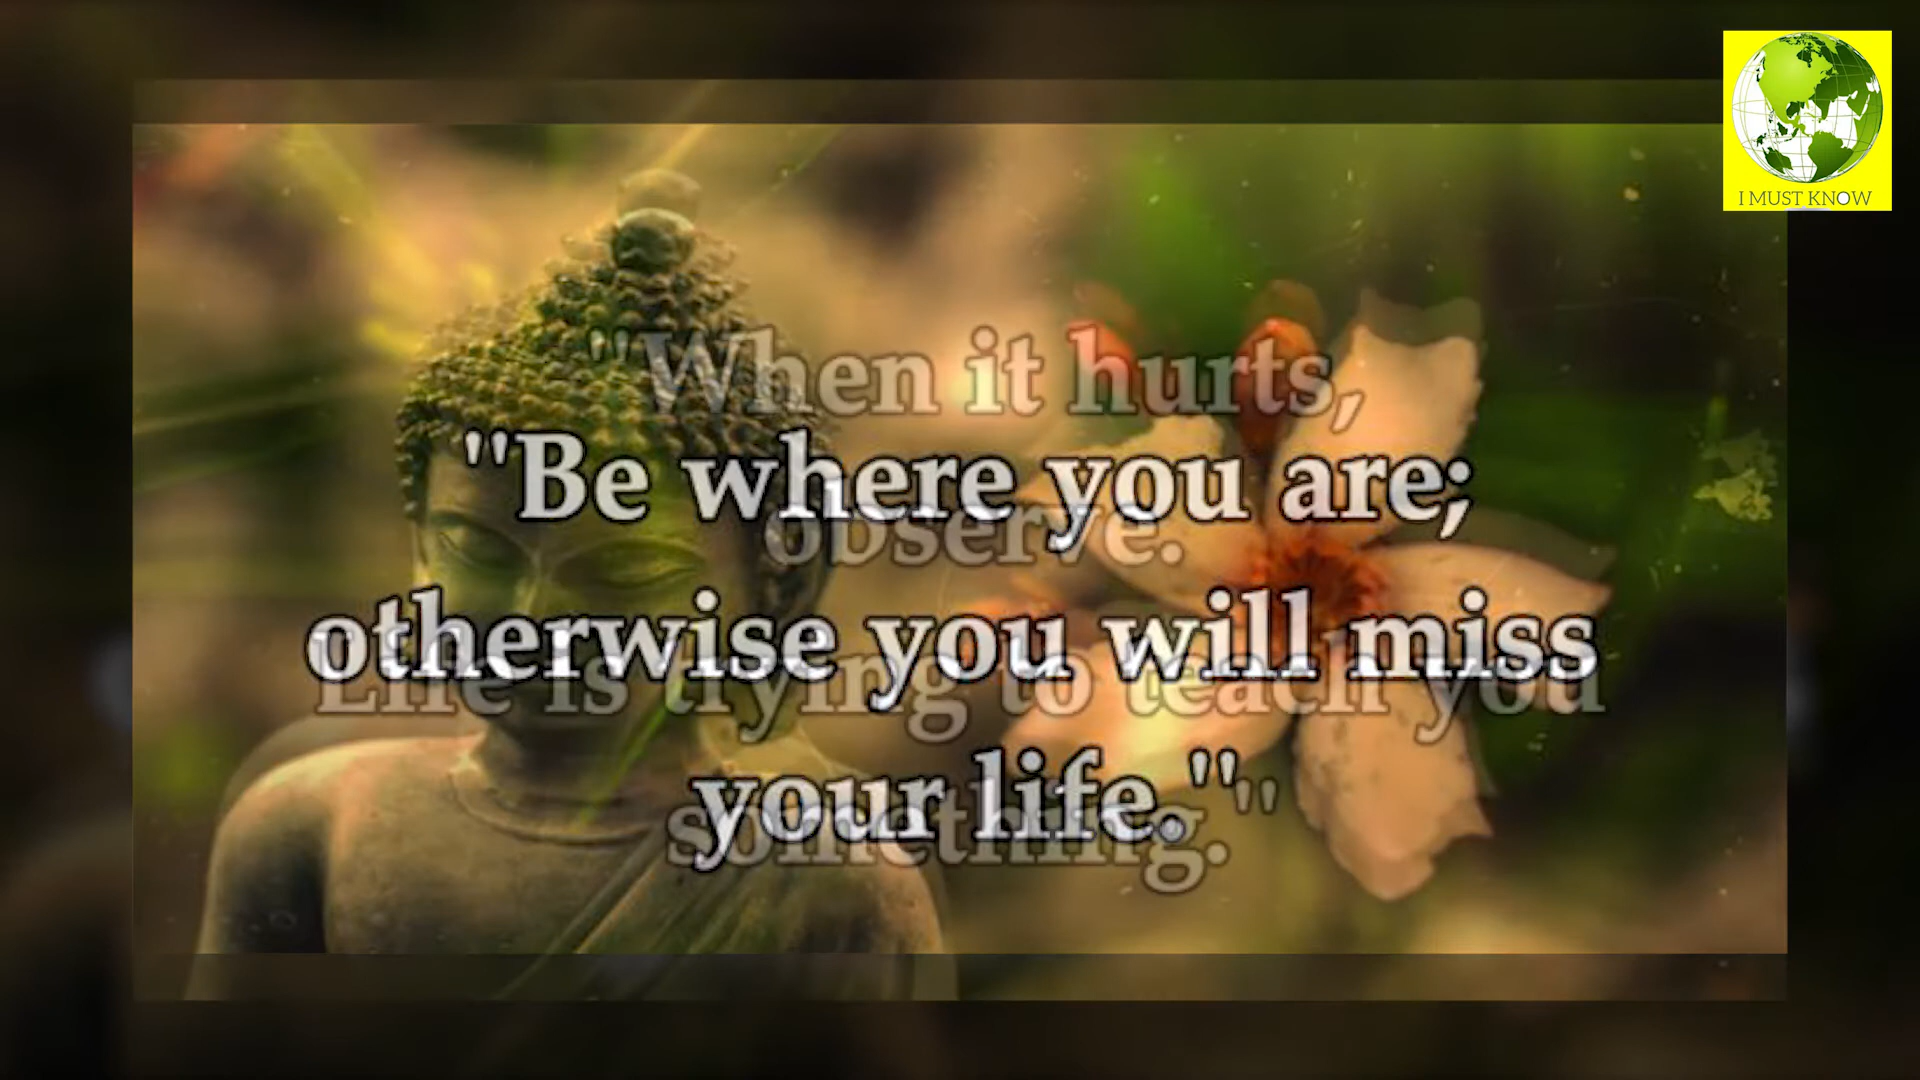 "When it hurts,
observe.
Life is trying to teach you
something."
"Be where you are;
otherwise you will miss
your life."
I MUST KNOW